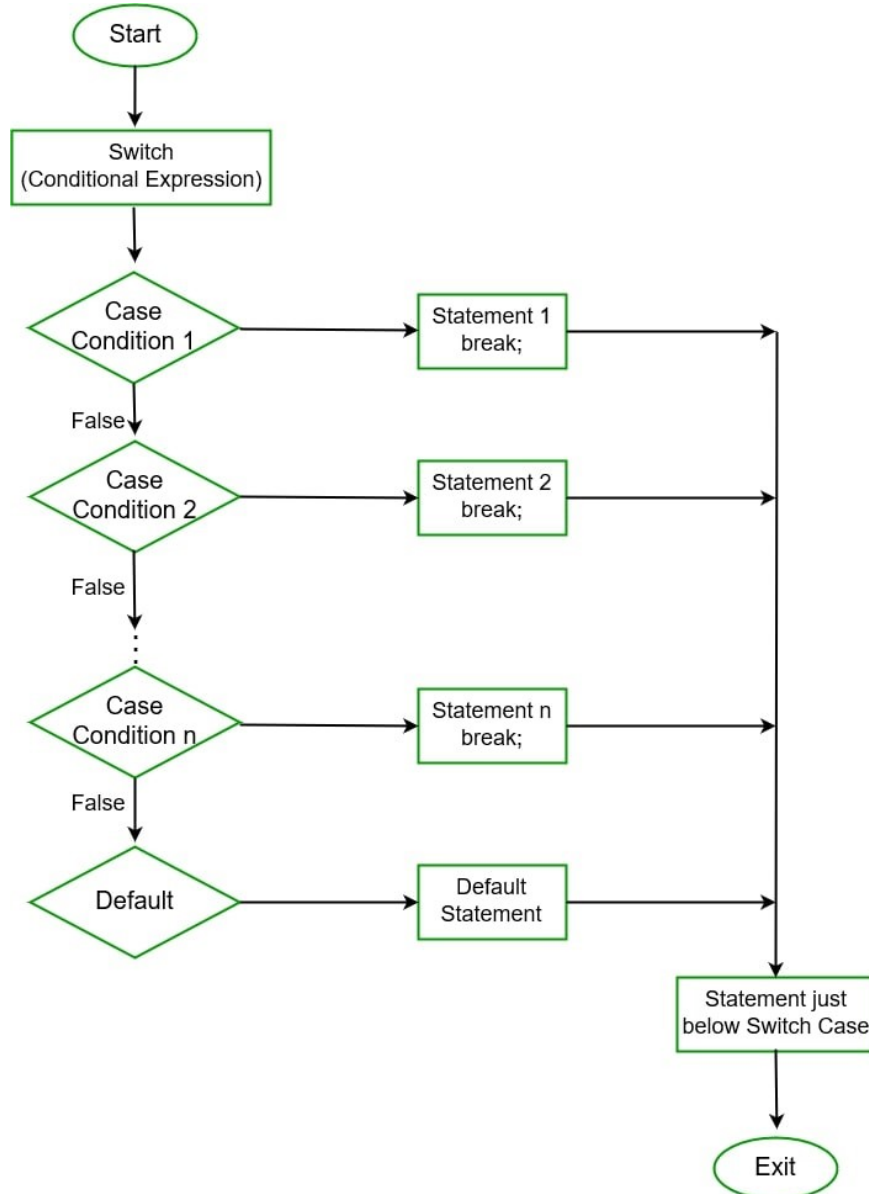 Start
Switch
(Conditional Expression)
Case
Condition 1
Statement 1
break;
False
Case
Condition 2
Statement 2
break;
False
Case
Condition n
Statement n
break;
False
Default
Default
Statement
Statement just
below Switch Case
Exit